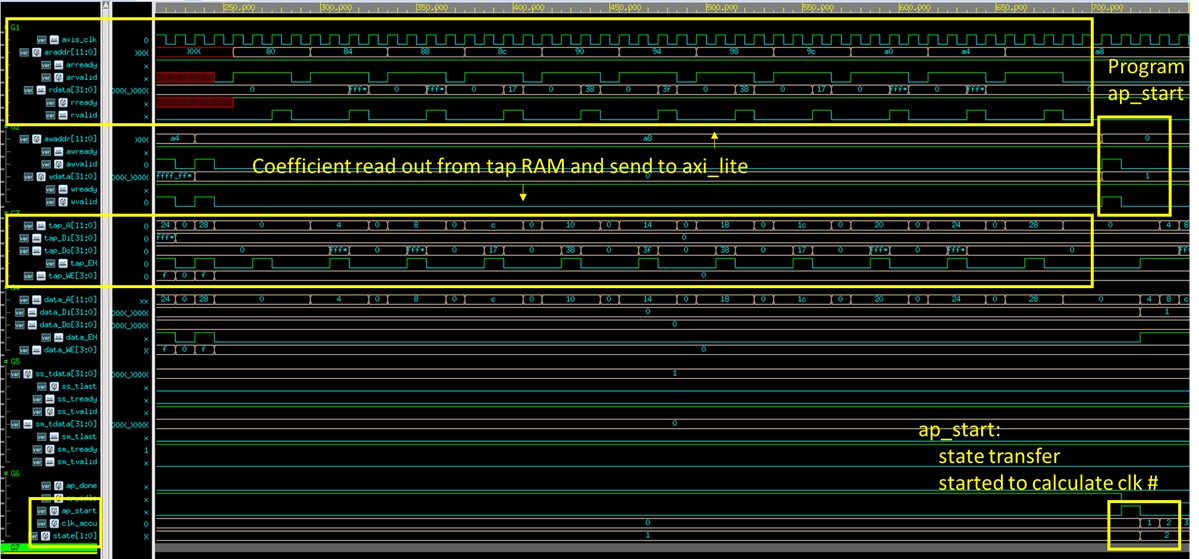 250,000 300,000 350,000 400,000 450,000 500,000 550,000 600,000 650,000 700,000
G1
axis_clk 0
araddr[11:0] XXX 80 84 88 8c 90 94 98 9c a0 a4 a8
arready x
arvalid x
rdata[31:0] XXX_XXXX 0 fff* 0 fff* 0 17 0 38 0 3f 0 38 0 17 0 fff* 0 fff* 0
rready x
rvalid x
Program
ap_start
G2
awaddr[11:0] XXX a4 a8 0
awready x
awvalid x
wdata[31:0] XXX_XXXX ffff_ff* 0 1
wready x
wvalid x
Coefficient read out from tap RAM and send to axi_lite
tap_A[11:0] 0 24 0 28 0 4 0 8 0 c 0 10 0 14 0 18 0 1c 0 20 0 24 0 28 0 4 8
tap_Di[31:0] 0 fff* 0
tap_Do[31:0] 0 0 fff* 0 fff* 0 17 0 38 0 3f 0 38 0 17 0 fff* 0 fff* 0
tap_EN 0
tap_WE[3:0] 0 f 0 f 0
data_A[11:0] xx 24 0 28 0 4 0 8 0 c 0 10 0 14 0 18 0 1c 0 20 0 24 0 28 0 4 8 c
data_Di[31:0] XXX_XXXX 0 1
data_Do[31:0] XXX_XXXX 0
data_EN x
data_WE[3:0] X f 0 f 0
G5
ss_tdata[31:0] XXX_XXXX 1
ss_tlast x
ss_tready x
ss_tvalid x
sm_tdata[31:0] XXX_XXXX 0
sm_tlast x
sm_tready 1
sm_tvalid x
ap_start:
state transfer
started to calculate clk #
G6
ap_done x
ap_start x
clk_accu 0 0 1 2 3
state[1:0] X 1 2
G7